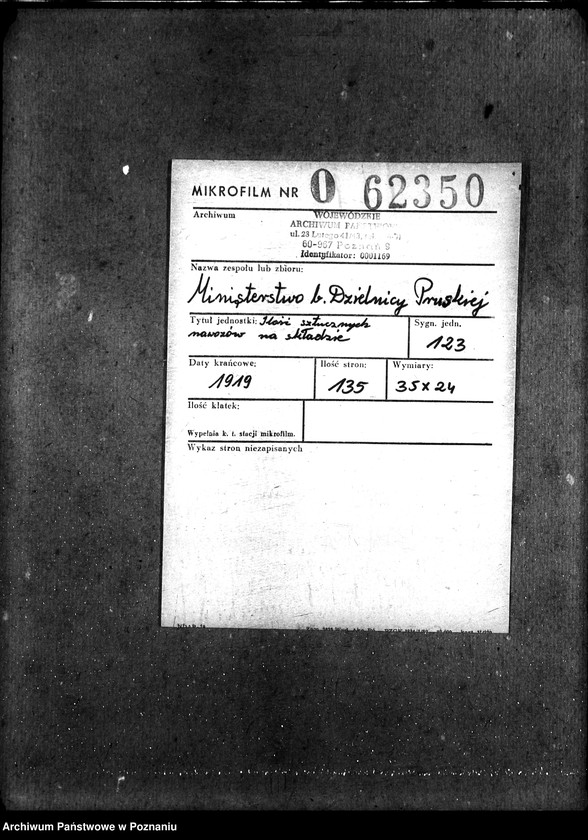 MIKROFILM NR O 62350
Archiwum
WOJEWÓDZKIE
ARCHIWUM
ul. 23 Lutego
60-967 Poznań 9
Identyfikator: 0001169
Nazwa zespołu lub zbioru:
Ministerstwo b. Dzielnicy Pruskiej
Tytuł jednostki: Ilość sztucznych
nawozów na składzie
Sygn. jedn.
123
Daty krańcowe:
1919
Ilość stron:
135
Wymiary:
35x24
Ilość klatek:
Wypełnia k. t. stacji mikrofilm.
Wykaz stron niezapisanych
Archiwum Państwowe w Poznaniu